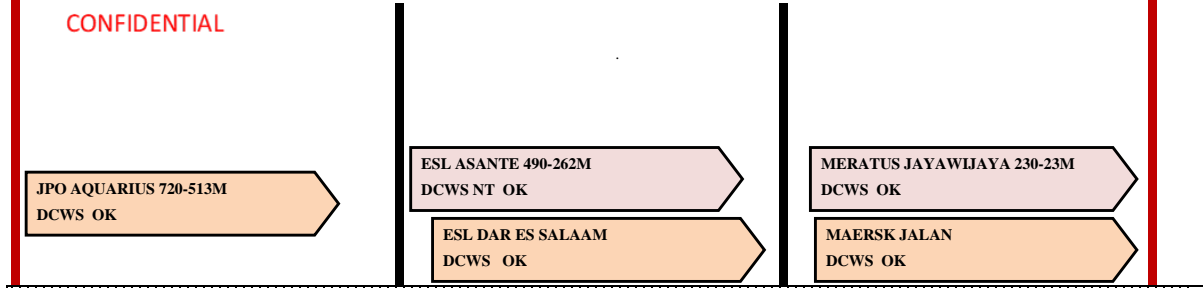 CONFIDENTIAL
JPO AQUARIUS 720-513M
DCWS OK
ESL ASANTE 490-262M
DCWS NT OK
ESL DAR ES SALAAM
DCWS OK
MERATUS JAYAWIJAYA 230-23M
DCWS OK
MAERSK JALAN
DCWS OK